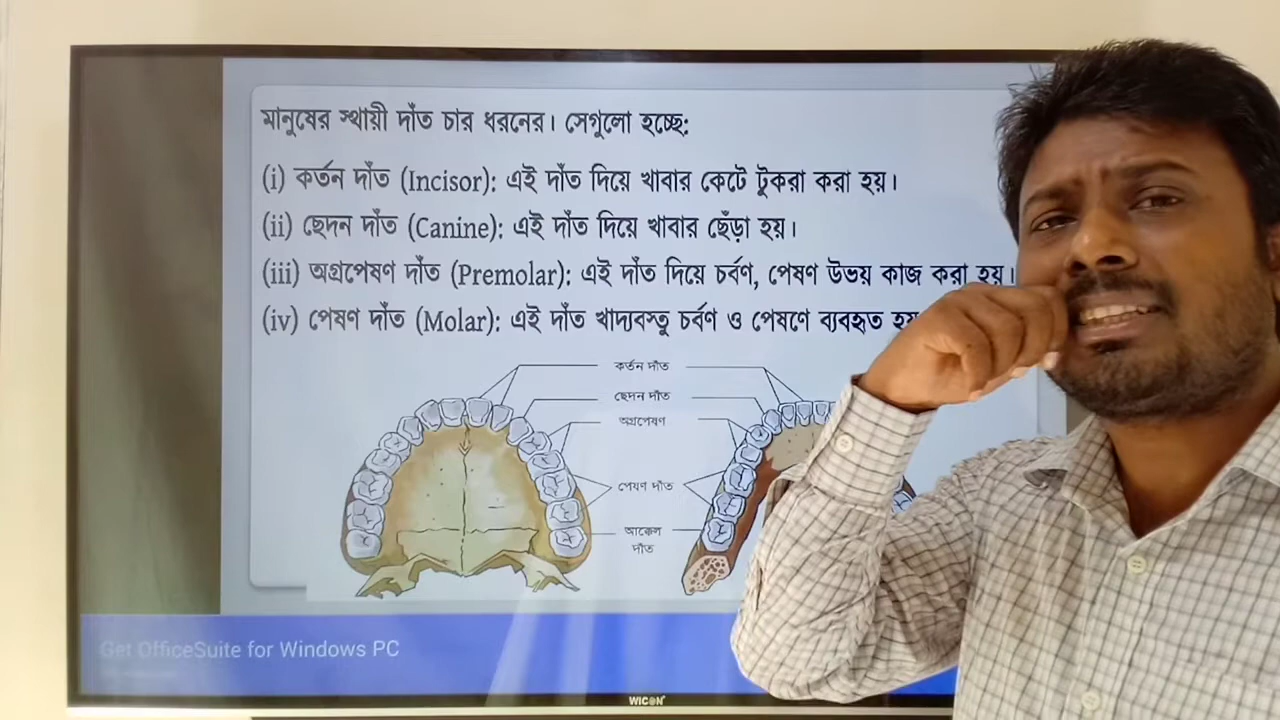 মানুষের স্থায়ী দাঁত চার ধরনের। সেগুলো হচ্ছে:
(i) কর্তন দাঁত (Incisor): এই দাঁত দিয়ে খাবার কেটে টুকরা করা হয়।
(ii) ছেদন দাঁত (Canine): এই দাঁত দিয়ে খাবার ছেঁড়া হয়।
(iii) অগ্রপেষণ দাঁত (Premolar): এই দাঁত দিয়ে চর্বণ, পেষণ উভয় কাজ করা হয়।
(iv) পেষণ দাঁত (Molar): এই দাঁত খাদ্যবস্তু চর্বণ ও পেষণে ব্যবহৃত হয়
কর্তন দাঁত
ছেদন দাঁত
অগ্রপেষণ
পেষণ দাঁত
আক্কেল
দাঁত
Get OfficeSuite for Windows PC
WICON